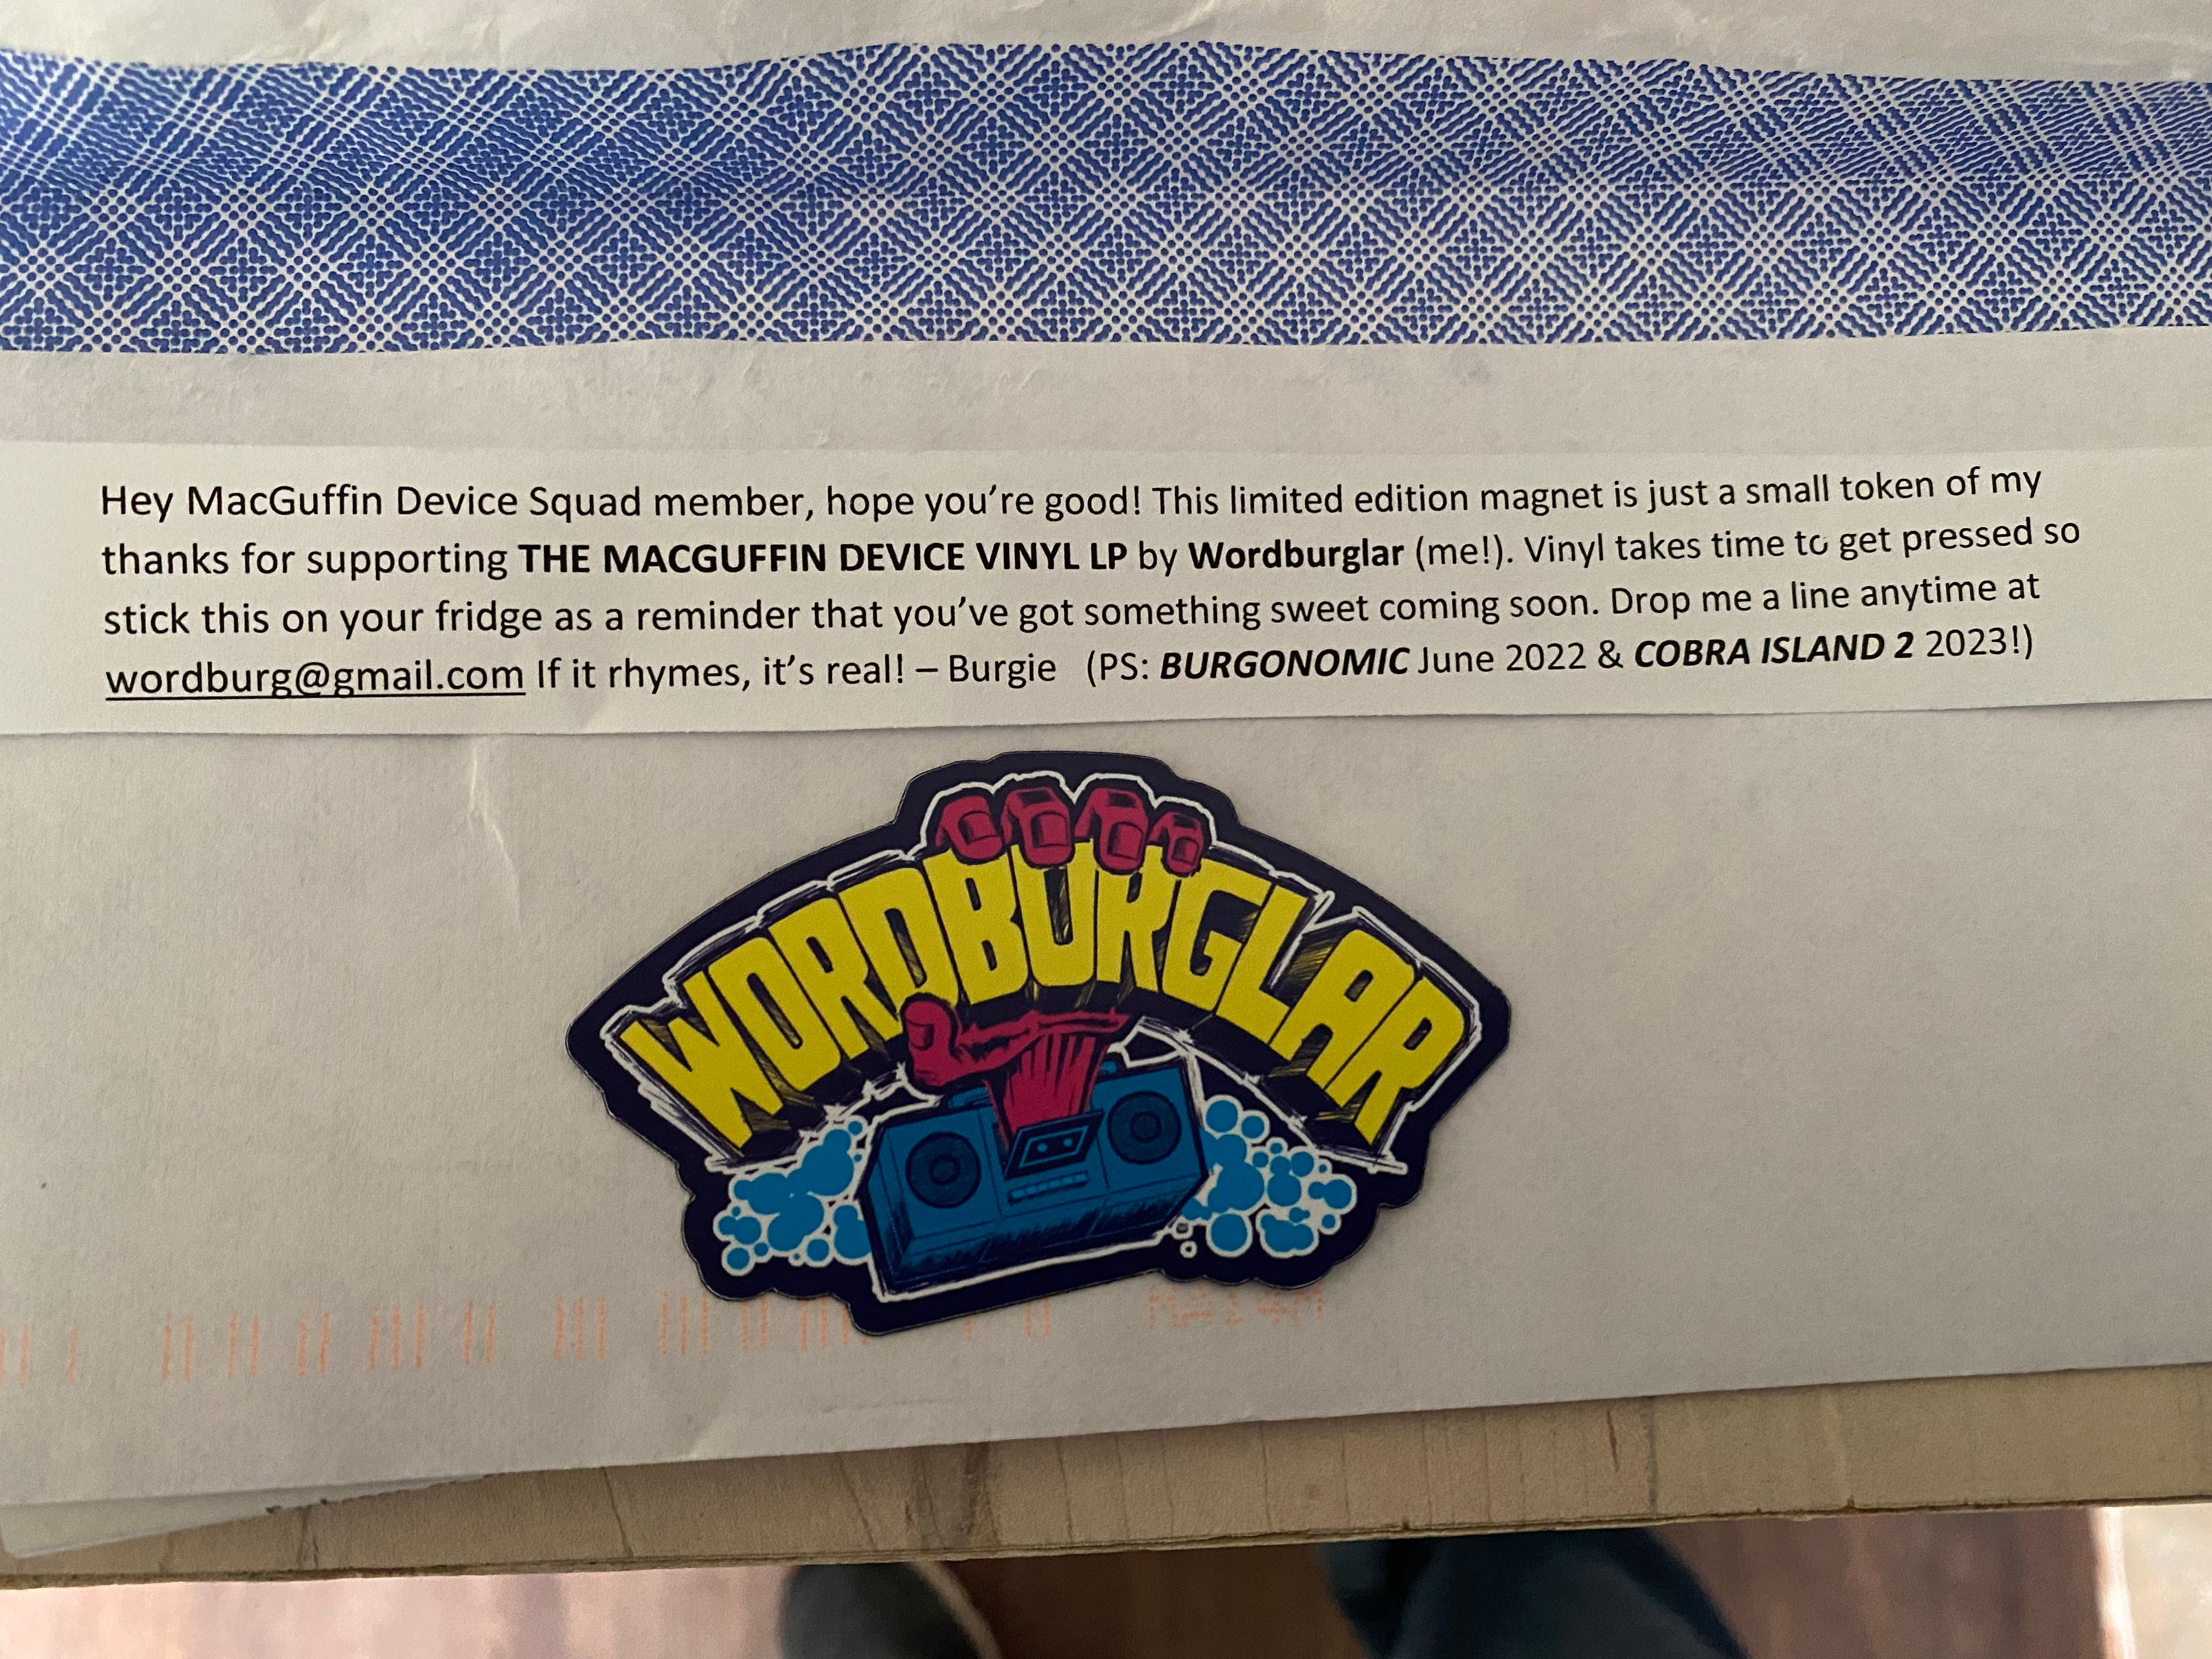 Hey MacGuffin Device Squad member, hope you’re good! This limited edition magnet is just a small token of my
thanks for supporting THE MACGUFFIN DEVICE VINYL LP by Wordburglar (me!). Vinyl takes time to get pressed so
stick this on your fridge as a reminder that you’ve got something sweet coming soon. Drop me a line anytime at
wordburg@gmail.com If it rhymes, it’s real! – Burgie (PS: BURGONOMIC June 2022 & COBRA ISLAND 2 2023!)
WORDBURGLAR